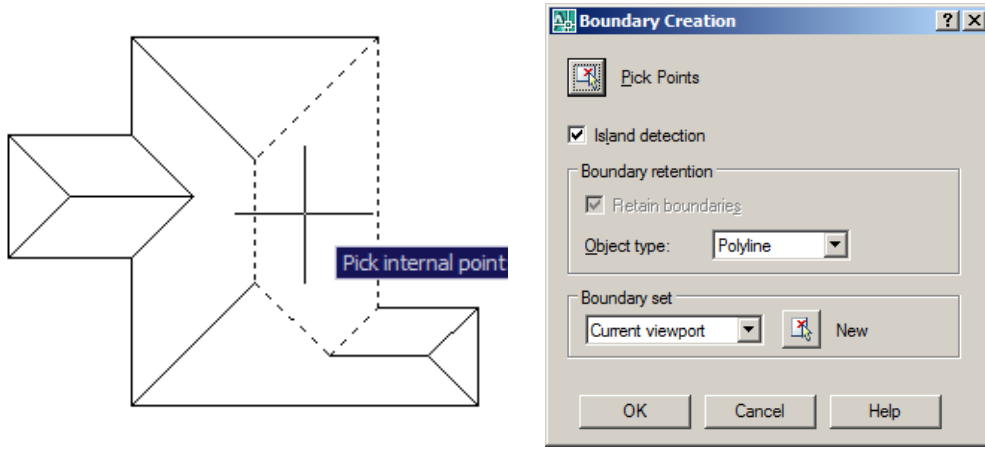 Boundary Creation
Pick Points
Island detection
Boundary retention
Retain boundaries
Object type: Polyline
Pick internal point
Boundary set
Current viewport New
OK Cancel Help